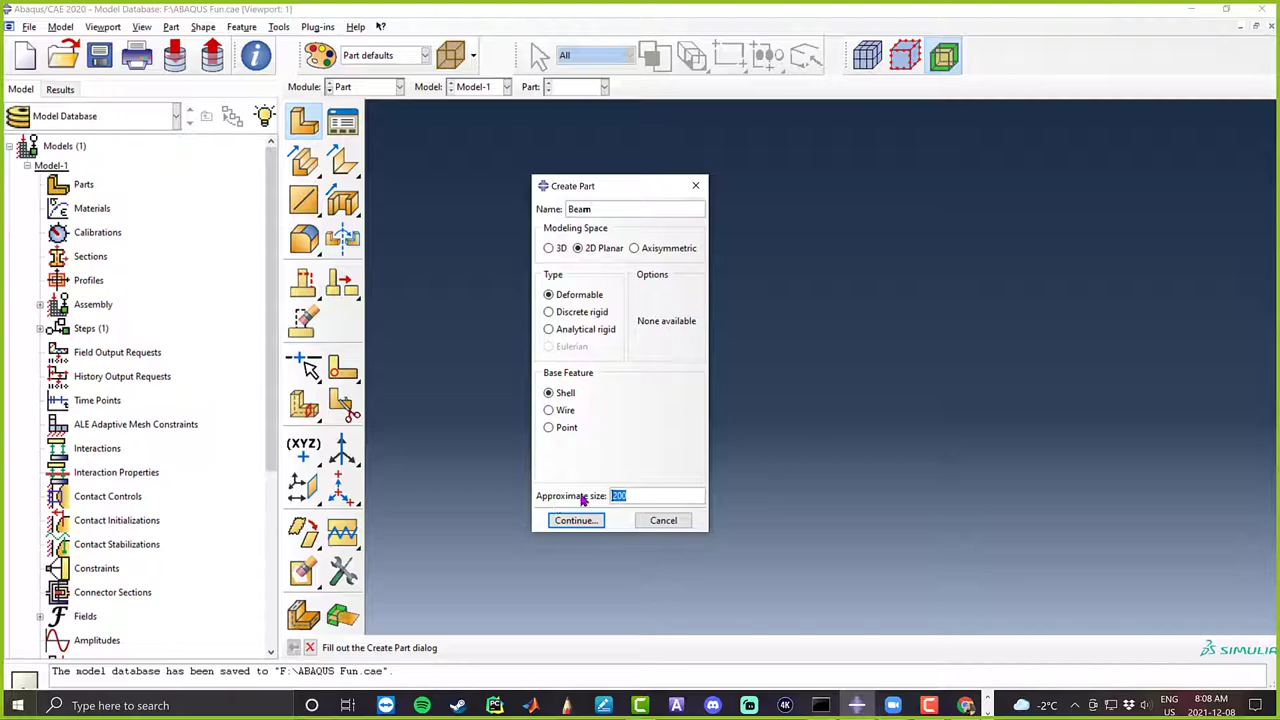 Abaqus/CAE 2020 - Model Database: F:\ABAQUS Fun.cae [Viewport: 1]
File Model Viewport View Part Shape Feature Tools Plug-ins Help
Part defaults All
Model Results Module: Part Model: Model-1 Part:
Model Database
Models (1)
Model-1
Parts
Materials
Calibrations
Sections
Profiles
Assembly
Steps (1)
Field Output Requests
History Output Requests
Time Points
ALE Adaptive Mesh Constraints
Interactions
Interaction Properties
Contact Controls
Contact Initializations
Contact Stabilizations
Constraints
Connector Sections
Fields
Amplitudes
(XYZ)
Create Part
Name: Beam
Modeling Space
3D 2D Planar Axisymmetric
Type Options
Deformable
Discrete rigid
Analytical rigid
Eulerian
None available
Base Feature
Shell
Wire
Point
Approximate size: 200
Continue... Cancel
Fill out the Create Part dialog
SIMULIA
The model database has been saved to "F:\ABAQUS Fun.cae".
Type here to search
4K
-2°C
ENG
8:08 AM
2021-12-08